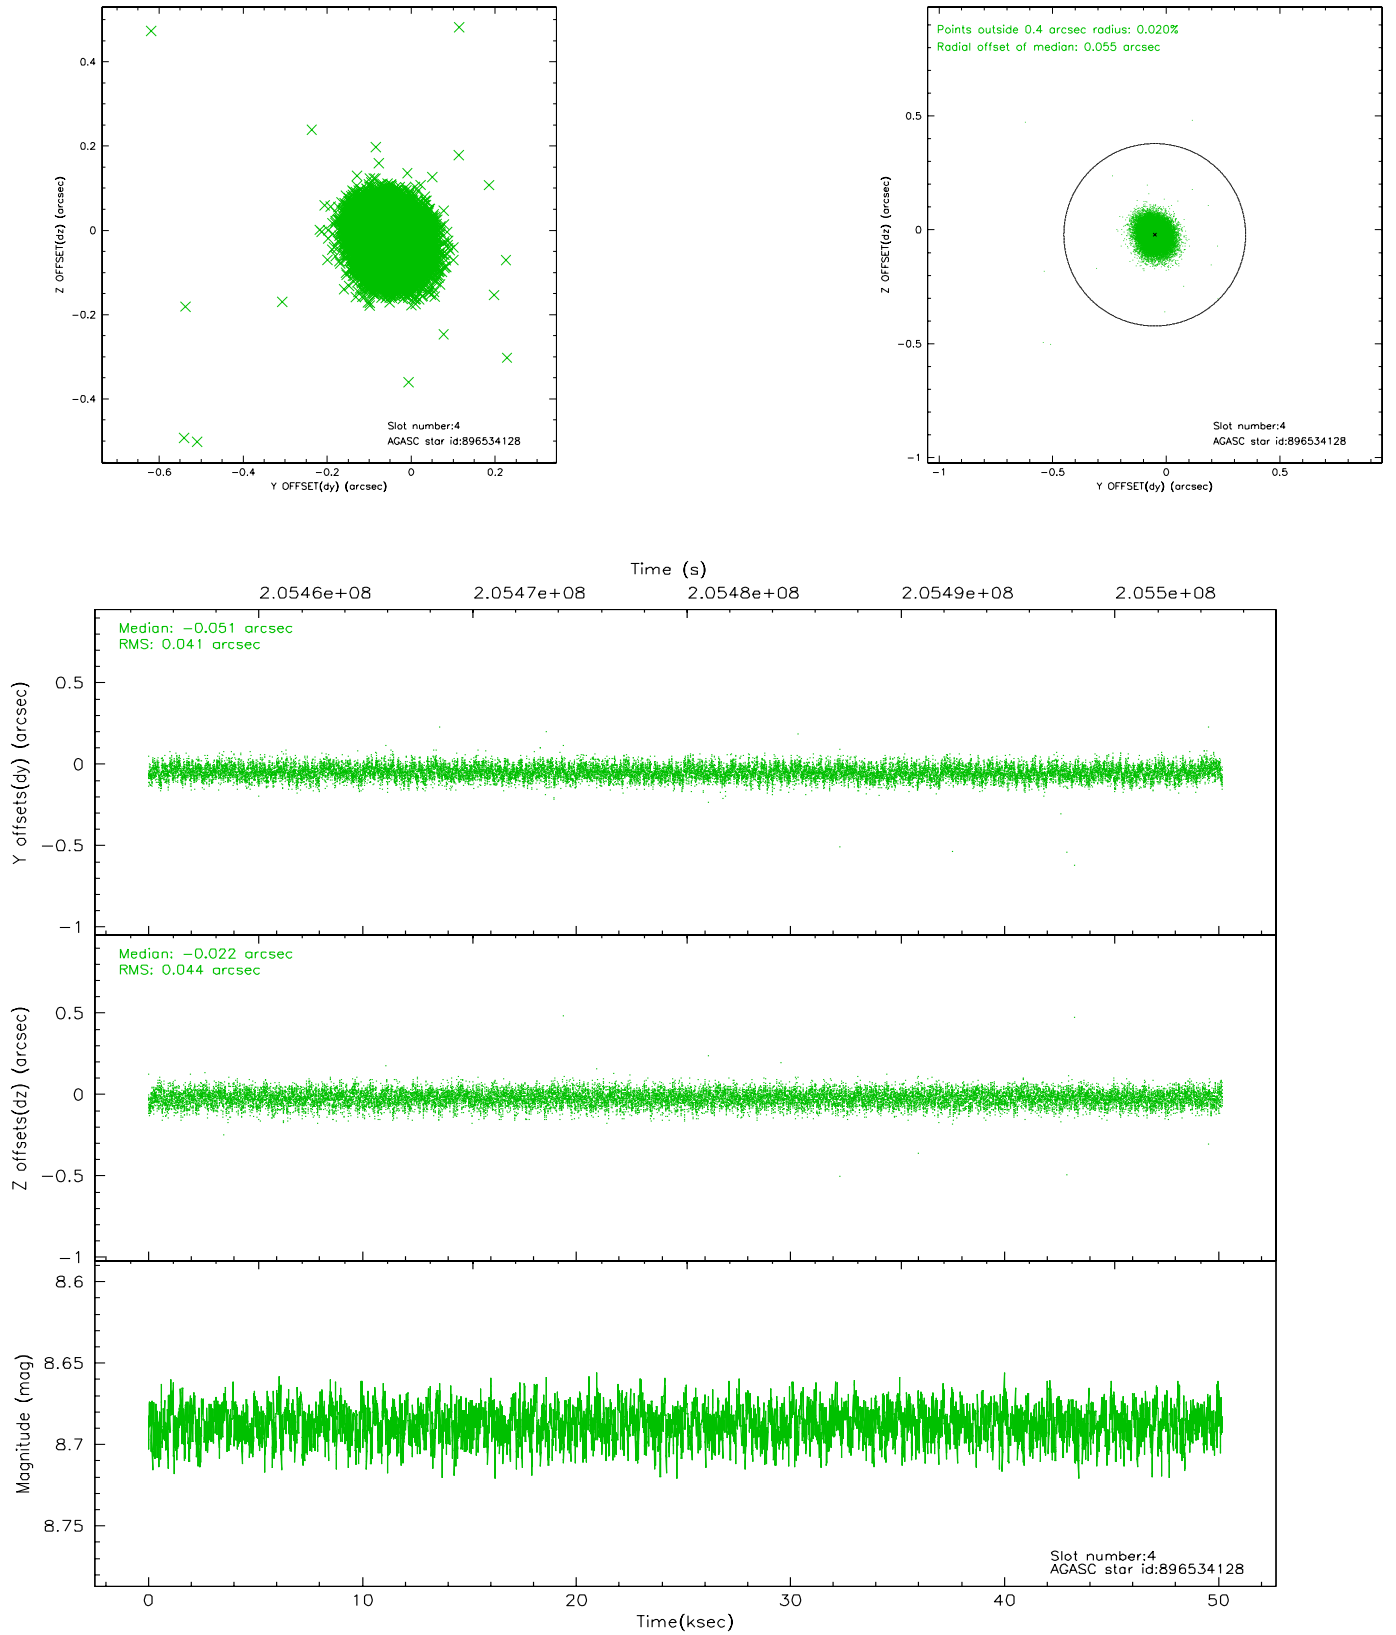 0.4
0.2
0
−0.2
−0.4
Z OFFSET(dz) (arcsec)
−0.6
−0.4
−0.2
0
0.2
Y OFFSET(dy) (arcsec)
Slot number:4
AGASC star id:896534128
Points outside 0.4 arcsec radius: 0.020%
Radial offset of median: 0.055 arcsec
0.5
0
−0.5
−1
Z OFFSET(dz) (arcsec)
−1
−0.5
0
0.5
Y OFFSET(dy) (arcsec)
Slot number:4
AGASC star id:896534128
Time (s)
2.0546e+08
2.0547e+08
2.0548e+08
2.0549e+08
2.055e+08
Median: −0.051 arcsec
RMS: 0.041 arcsec
0.5
0
−0.5
−1
Y offsets(dy) (arcsec)
Median: −0.022 arcsec
RMS: 0.044 arcsec
0.5
0
−0.5
−1
Z offsets(dz) (arcsec)
8.6
8.65
8.7
8.75
Magnitude (mag)
Slot number:4
AGASC star id:896534128
0
10
20
30
40
50
Time(ksec)